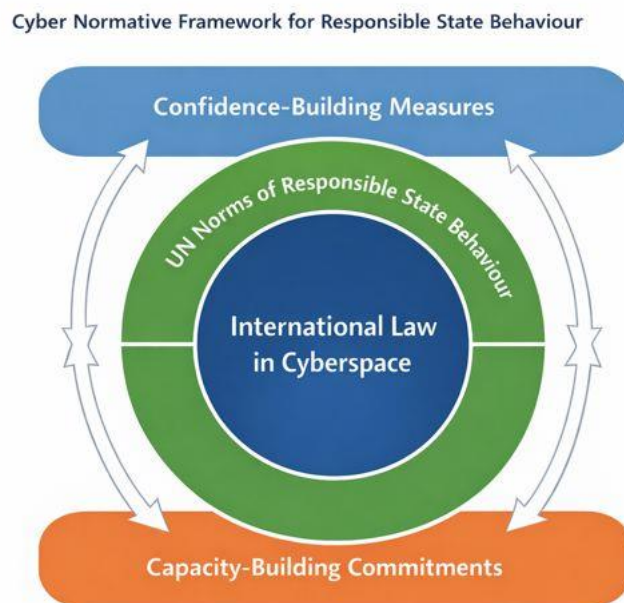 Cyber Normative Framework for Responsible State Behaviour
Confidence-Building Measures
UN Norms of Responsible State Behaviour
International Law
in Cyberspace
Capacity-Building Commitments